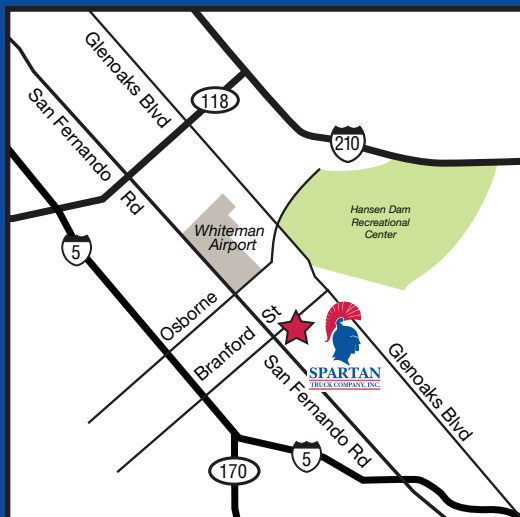 Glenoaks Blvd
118
San Fernando
Rd
210
Hansen Dam
Recreational
Center
Whiteman
Airport
5
Osborne
Branford St
SPARTAN
TRUCK COMPANY, INC.
San Fernando Rd
Glenoaks Blvd
5
170